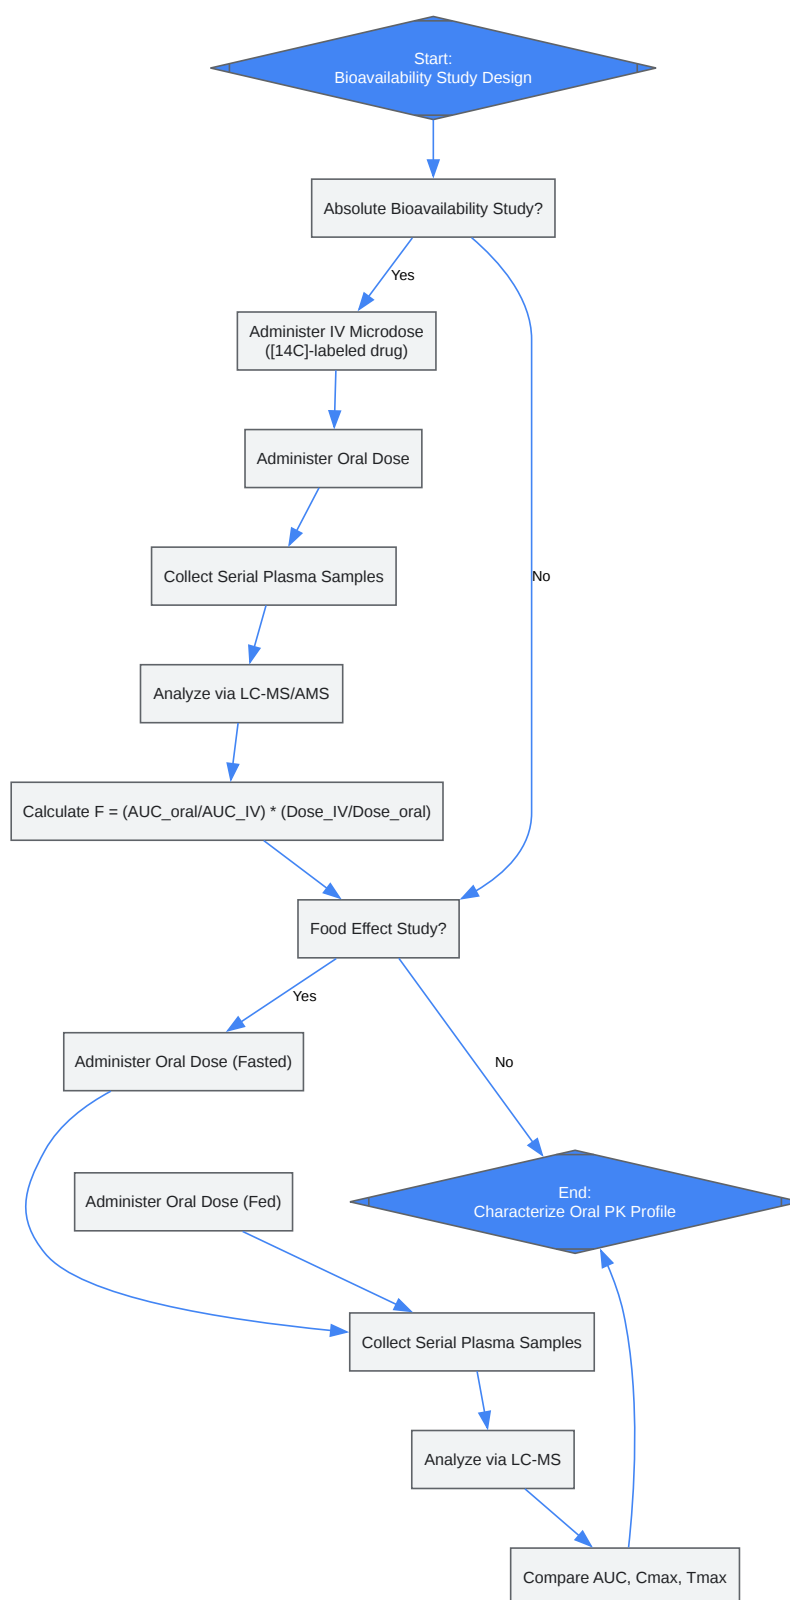 Start:
Bioavailability Study Design
Absolute Bioavailability Study?
Yes
Administer IV Microdose
([14C]-labeled drug)
Administer Oral Dose
Collect Serial Plasma Samples
No
Analyze via LC-MS/AMS
Calculate F = (AUC_oral/AUC_IV) * (Dose_IV/Dose_oral)
Food Effect Study?
Yes
Administer Oral Dose (Fasted)
No
Administer Oral Dose (Fed)
End:
Characterize Oral PK Profile
Collect Serial Plasma Samples
Analyze via LC-MS
Compare AUC, Cmax, Tmax